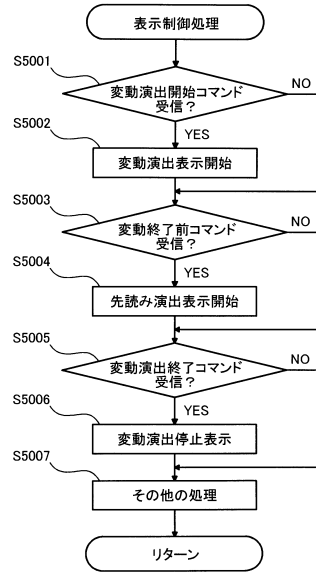 表示制御処理
S5001
変動演出開始コマンド
受信？
NO
YES
S5002
変動演出表示開始
S5003
変動終了前コマンド
受信？
NO
YES
S5004
先読み演出表示開始
S5005
変動演出終了コマンド
受信？
NO
YES
S5006
変動演出停止表示
S5007
その他の処理
リターン